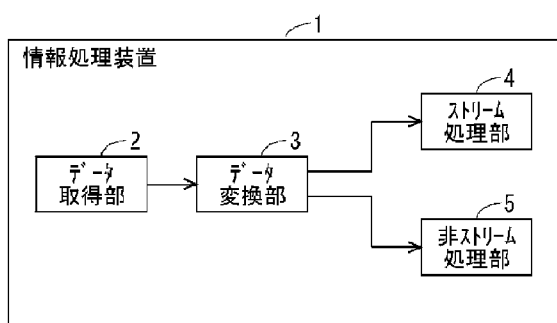 1
情報処理装置
2
データ
取得部
3
データ
変換部
4
ストリーム
処理部
5
非ストリーム
処理部